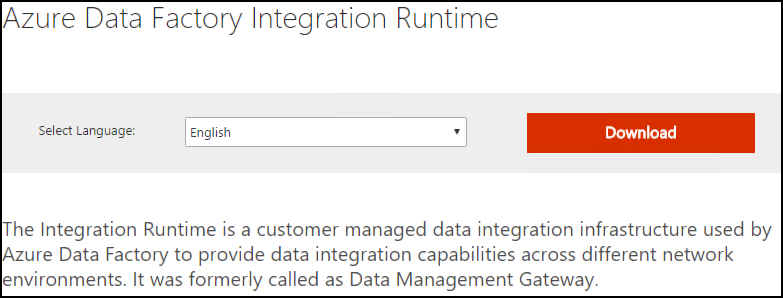 Azure Data Factory Integration Runtime
Select Language: English Download
The Integration Runtime is a customer managed data integration infrastructure used by
Azure Data Factory to provide data integration capabilities across different network
environments. It was formerly called as Data Management Gateway.